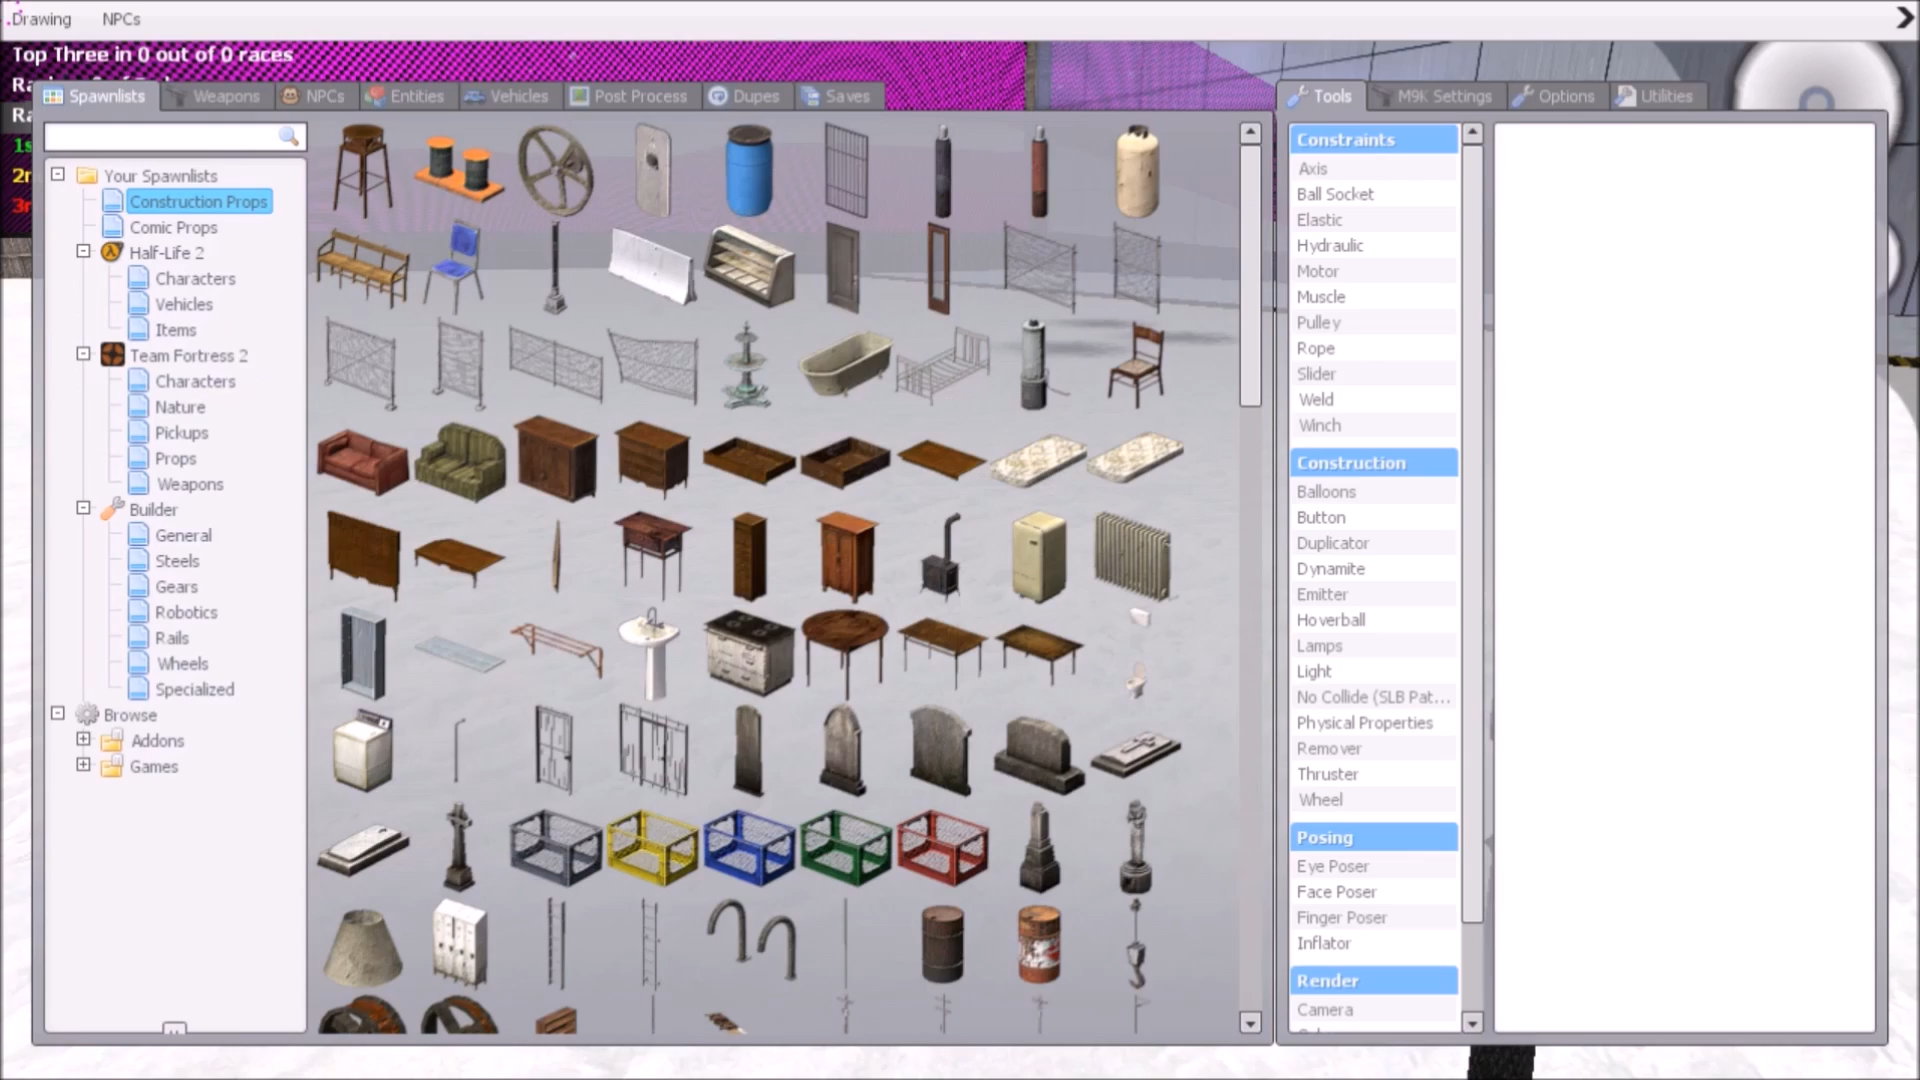 Drawing NPCs
Top Three in 0 out of 0 races
Spawnlists Weapons NPCs Entities Vehicles Post Process Dupes Saves
Tools M9K Settings Options Utilities
1s
2n
Your Spawnlists
Construction Props
Comic Props
Half-Life 2
Characters
Vehicles
Items
Team Fortress 2
Characters
Nature
Pickups
Props
Weapons
Builder
General
Steels
Gears
Robotics
Rails
Wheels
Specialized
Browse
Addons
Games
Constraints
Axis
Ball Socket
Elastic
Hydraulic
Motor
Muscle
Pulley
Rope
Slider
Weld
Winch
Construction
Balloons
Button
Duplicator
Dynamite
Emitter
Hoverball
Lamps
Light
No Collide (SLB Pat...
Physical Properties
Remover
Thruster
Wheel
Posing
Eye Poser
Face Poser
Finger Poser
Inflator
Render
Camera